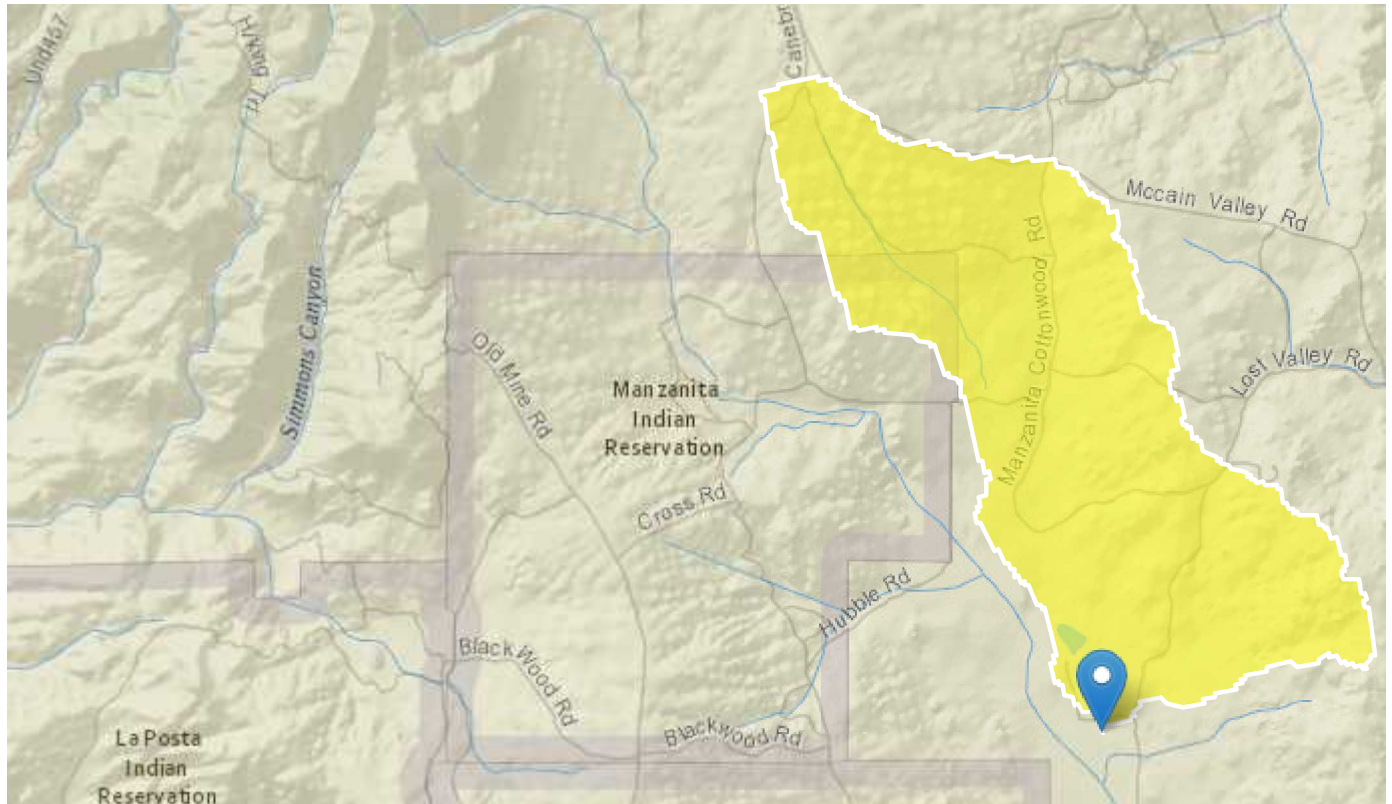 Und457
Canebr
Mccain Valley Rd
Manzanita Cottonwood Rd
Simmons Canyon
Old Mine Rd
Lost Valley Rd
Manzanita
Indian
Reservation
Cross Rd
Hubble Rd
Black Wood Rd
Blackwood Rd
La Posta
Indian
Reservation